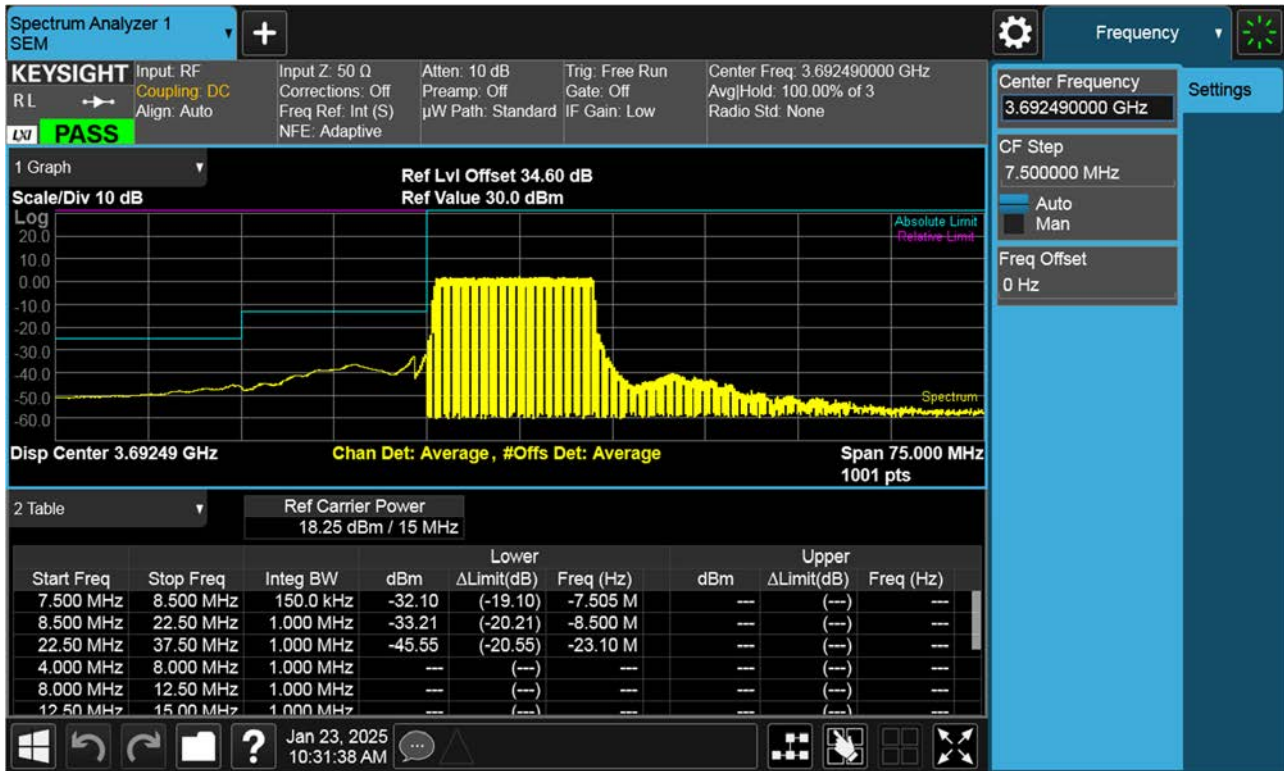 Spectrum Analyzer 1
SEM
Frequency
KEYSIGHT
RL
LXI
PASS
Input: RF
Coupling: DC
Align: Auto
Input Z: 50 Ω
Corrections: Off
Freq Ref: Int (S)
NFE: Adaptive
Atten: 10 dB
Preamp: Off
µW Path: Standard
Trig: Free Run
Gate: Off
IF Gain: Low
Center Freq: 3.692490000 GHz
Avg|Hold: 100.00% of 3
Radio Std: None
Center Frequency
3.692490000 GHz
Settings
CF Step
7.500000 MHz
Auto
Man
Freq Offset
0 Hz
1 Graph
Scale/Div 10 dB
Ref Lvl Offset 34.60 dB
Ref Value 30.0 dBm
Log
Absolute Limit
Relative Limit
20.0
10.0
0.00
-10.0
-20.0
-30.0
-40.0
-50.0
-60.0
Spectrum
Disp Center 3.69249 GHz
Chan Det: Average, #Offs Det: Average
Span 75.000 MHz
1001 pts
2 Table
Ref Carrier Power
18.25 dBm / 15 MHz
Lower Upper
Start Freq Stop Freq Integ BW dBm ΔLimit(dB) Freq (Hz) dBm ΔLimit(dB) Freq (Hz)
7.500 MHz 8.500 MHz 150.0 kHz -32.10 (-19.10) -7.505 M --- (---) ---
8.500 MHz 22.50 MHz 1.000 MHz -33.21 (-20.21) -8.500 M --- (---) ---
22.50 MHz 37.50 MHz 1.000 MHz -45.55 (-20.55) -23.10 M --- (---) ---
4.000 MHz 8.000 MHz 1.000 MHz --- (---) --- --- (---) ---
8.000 MHz 12.50 MHz 1.000 MHz --- (---) --- --- (---) ---
12.50 MHz 15.00 MHz 1.000 MHz --- (---) --- --- (---) ---
?
Jan 23, 2025
10:31:38 AM